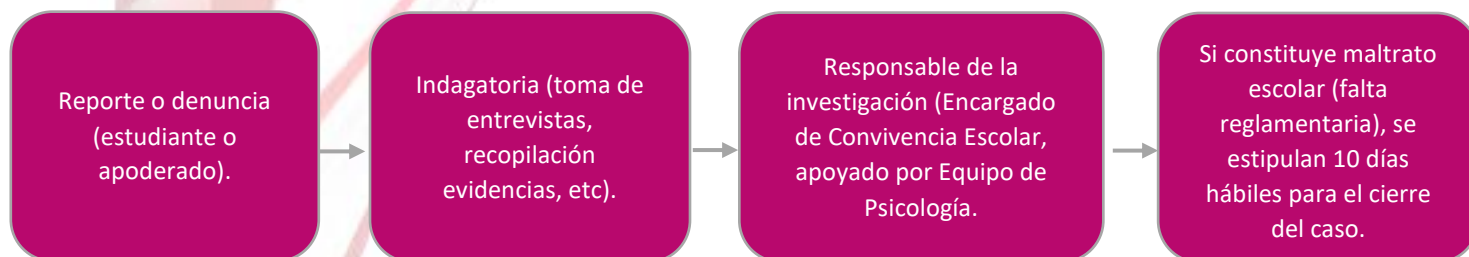 Reporte o denuncia
(estudiante o
apoderado).
Indagatoria (toma de
entrevistas,
recopilación
evidencias, etc).
Responsable de la
investigación (Encargado
de Convivencia Escolar,
apoyado por Equipo de
Psicología.
Si constituye maltrato
escolar (falta
reglamentaria), se
estipulan 10 días
hábiles para el cierre
del caso.